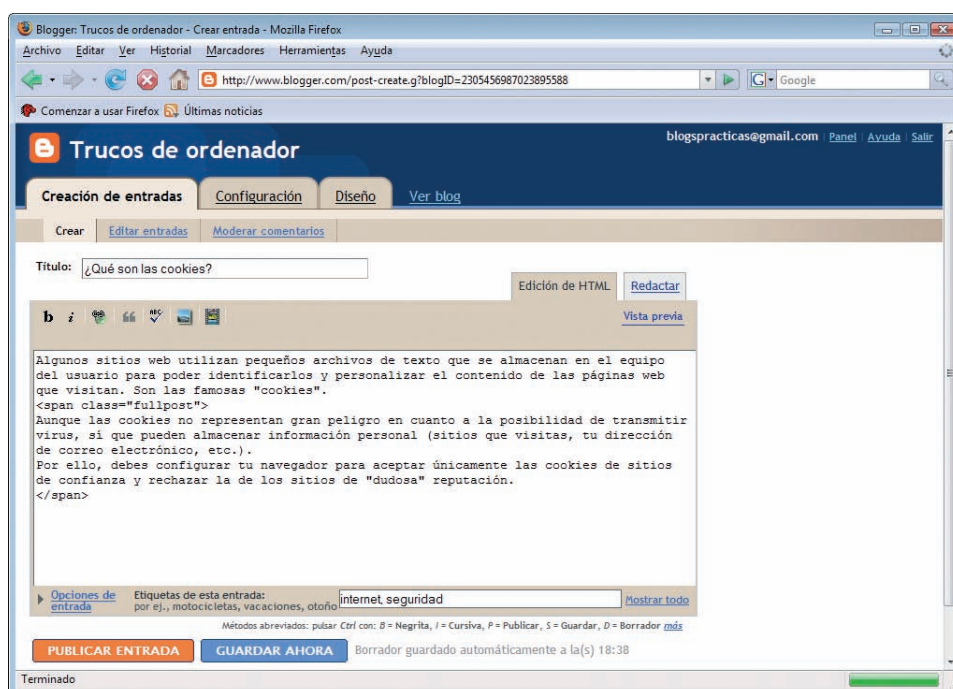 Blogger: Trucos de ordenador - Crear entrada - Mozilla Firefox
Archivo Editar Ver Historial Marcadores Herramientas Ayuda
http://www.blogger.com/post-create.g?blogID=2305456987023895588
Google
Comenzar a usar Firefox Últimas noticias
Trucos de ordenador
blogspracticas@gmail.com | Panel | Ayuda | Salir
Creación de entradas Configuración Diseño Ver blog
Crear Editar entradas Moderar comentarios
Título: ¿Qué son las cookies?
Edición de HTML Redactar
b i ABC
Vista previa
Algunos sitios web utilizan pequeños archivos de texto que se almacenan en el equipo
del usuario para poder identificarlos y personalizar el contenido de las páginas web
que visitan. Son las famosas "cookies".
<span class="fullpost">
Aunque las cookies no representan gran peligro en cuanto a la posibilidad de transmitir
virus, sí que pueden almacenar información personal (sitios que visitas, tu dirección
de correo electrónico, etc.).
Por ello, debes configurar tu navegador para aceptar únicamente las cookies de sitios
de confianza y rechazar la de los sitios de "dudosa" reputación.
</span>
Opciones de entrada
Etiquetas de esta entrada:
por ej., motocicletas, vacaciones, otoño
internet, seguridad
Mostrar todo
Métodos abreviados: pulsar Ctrl con: B = Negrita, I = Cursiva, P = Publicar, S = Guardar, D = Borrador más
PUBLICAR ENTRADA GUARDAR AHORA Borrador guardado automáticamente a la(s) 18:38
Terminado